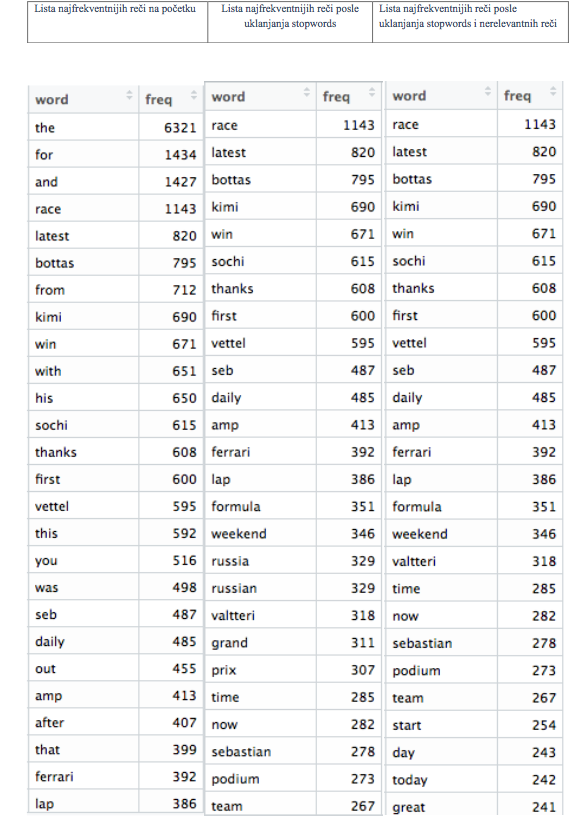 Lista najfrekventnijih reči na početku
Lista najfrekventnijih reči posle
uklanjanja stopwords
Lista najfrekventnijih reči posle
uklanjanja stopwords i nerelevantnih reči
word freq
the 6321
for 1434
and 1427
race 1143
latest 820
bottas 795
from 712
kimi 690
win 671
with 651
his 650
sochi 615
thanks 608
first 600
vettel 595
this 592
you 516
was 498
seb 487
daily 485
out 455
amp 413
after 407
that 399
ferrari 392
lap 386
word freq
race 1143
latest 820
bottas 795
kimi 690
win 671
sochi 615
thanks 608
first 600
vettel 595
seb 487
daily 485
amp 413
ferrari 392
lap 386
formula 351
weekend 346
russia 329
russian 329
valtteri 318
grand 311
prix 307
time 285
now 282
sebastian 278
podium 273
team 267
word freq
race 1143
latest 820
bottas 795
kimi 690
win 671
sochi 615
thanks 608
first 600
vettel 595
seb 487
daily 485
amp 413
ferrari 392
lap 386
formula 351
weekend 346
valtteri 318
time 285
now 282
sebastian 278
podium 273
team 267
start 254
day 243
today 242
great 241